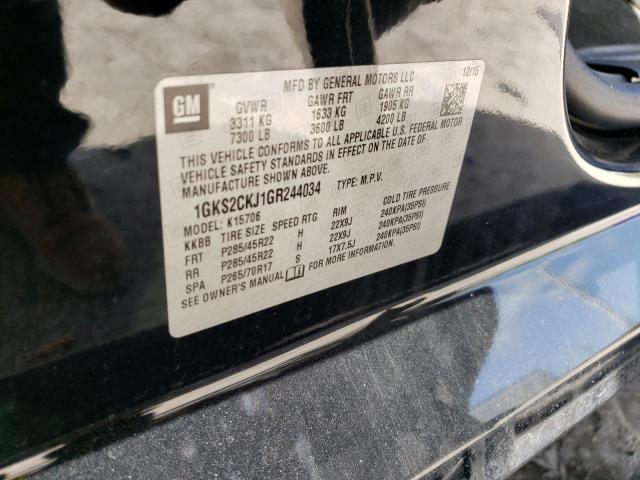 MFD BY GENERAL MOTORS LLC 12/15
GM
GVWR GAWR FRT GAWR RR
3311 KG 1633 KG 1905 KG
7300 LB 3600 LB 4200 LB
THIS VEHICLE CONFORMS TO ALL APPLICABLE U.S. FEDERAL MOTOR
VEHICLE SAFETY STANDARDS IN EFFECT ON THE DATE OF
MANUFACTURE SHOWN ABOVE.
1GKS2CKJ1GR244034 TYPE: M.P.V.
MODEL: K15706
KKBB TIRE SIZE SPEED RTG RIM COLD TIRE PRESSURE
FRT P285/45R22 H 22X9J 240KPA(35PSI)
RR P285/45R22 H 22X9J 240KPA(35PSI)
SPA P265/70R17 S 17X7.5J 240KPA(35PSI)
SEE OWNER'S MANUAL FOR MORE INFORMATION.